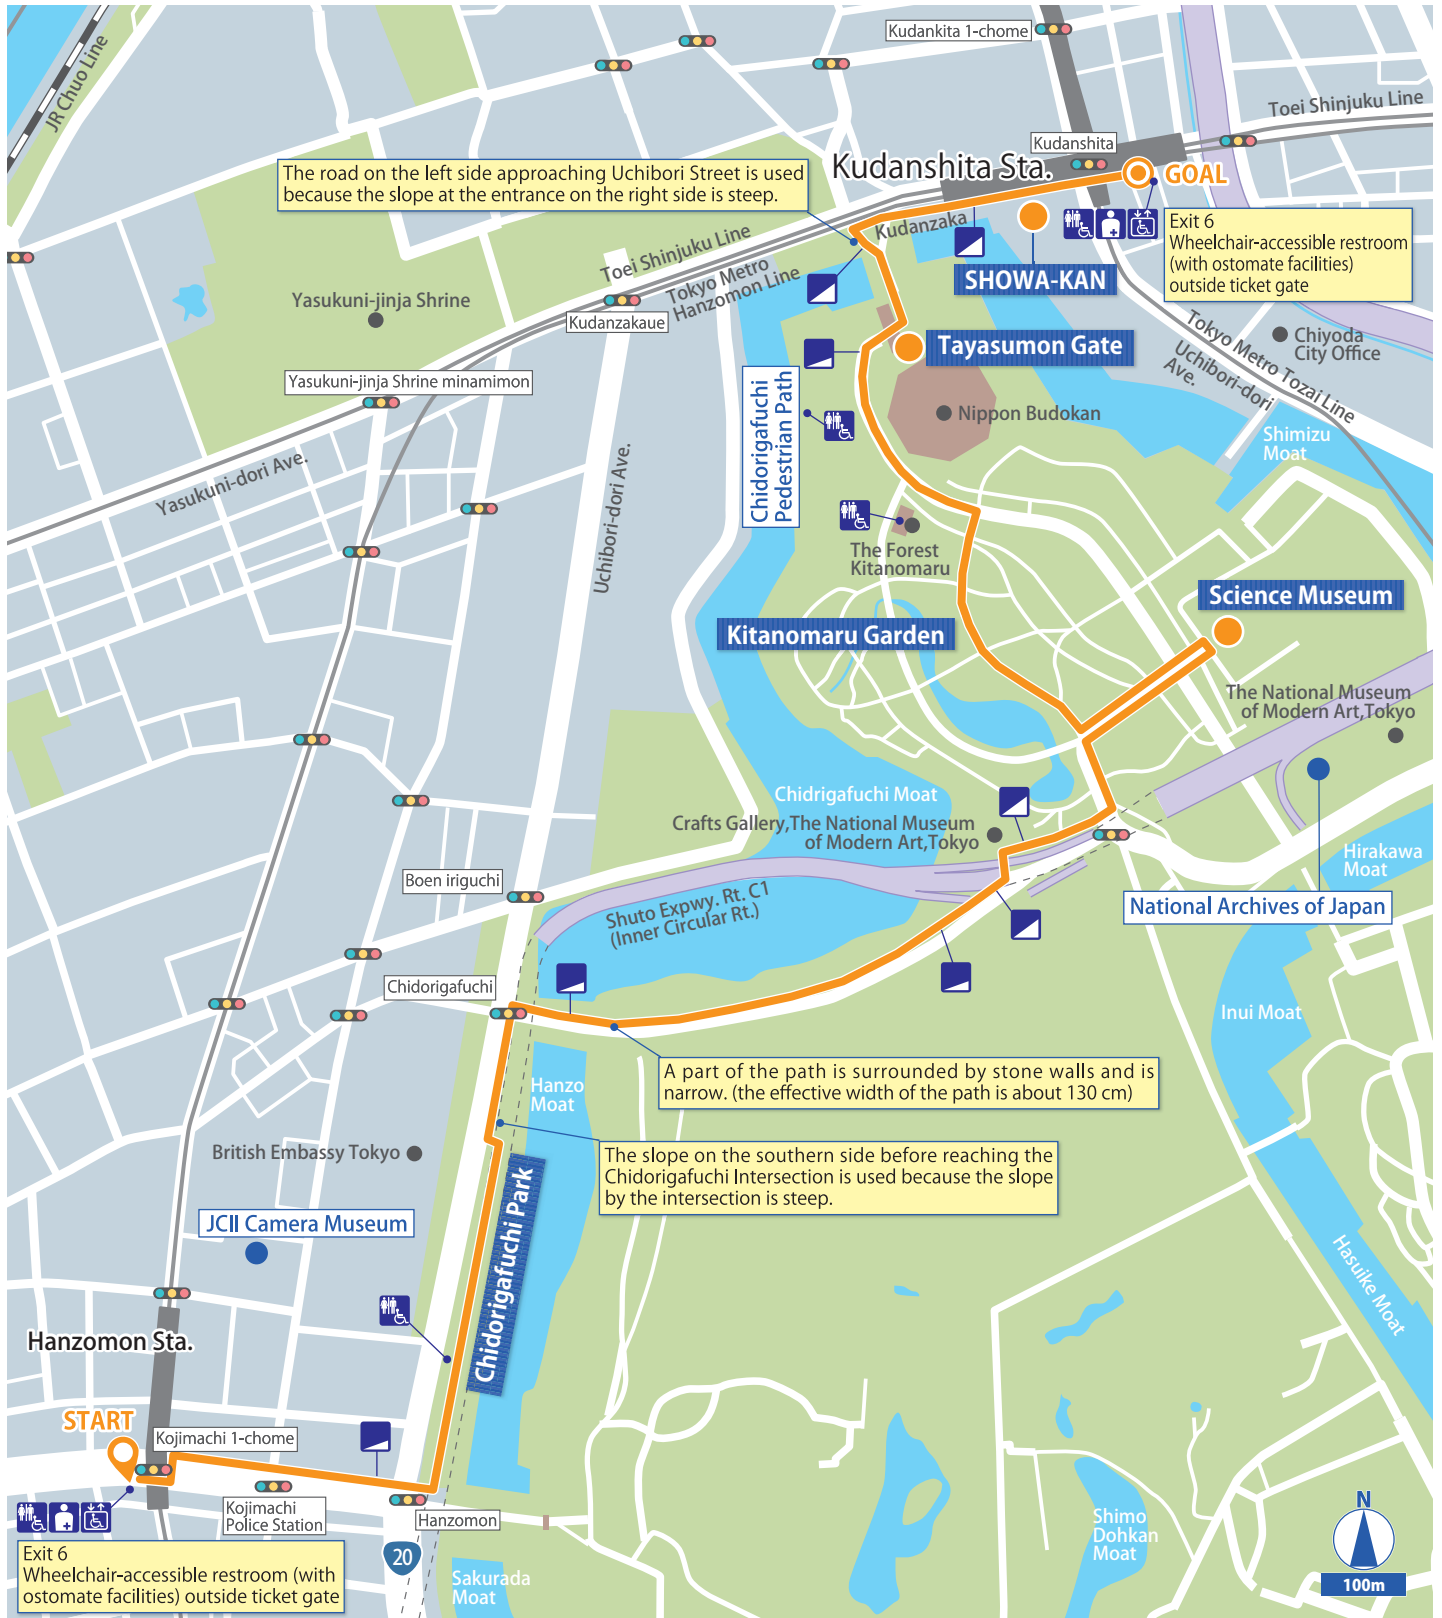 Kudankita 1-chome
JR Chuo Line
Toei Shinjuku Line
Kudanshita
Kudanshita Sta.
GOAL
The road on the left side approaching Uchibori Street is used
because the slope at the entrance on the right side is steep.
Exit 6
Wheelchair-accessible restroom
(with ostomate facilities)
outside ticket gate
Kudanzaka
SHOWA-KAN
Toei Shinjuku Line
Tokyo Metro
Hanzomon Line
Yasukuni-jinja Shrine
Kudanzakaue
Tayasumon Gate
Chiyoda
City Office
Tokyo Metro Tozai Line
Uchibori-dori
Ave.
Yasukuni-jinja Shrine minamimon
Chidorigafuchi
Pedestrian Path
Nippon Budokan
Shimizu
Moat
Yasukuni-dori Ave.
Uchibori-dori Ave.
The Forest
Kitanomaru
Science Museum
Kitanomaru Garden
The National Museum
of Modern Art,Tokyo
Chidrigafuchi Moat
Crafts Gallery,The National Museum
of Modern Art,Tokyo
Hirakawa
Moat
Boen iriguchi
Shuto Expwy. Rt. C1
(Inner Circular Rt.)
National Archives of Japan
Chidorigafuchi
Inui Moat
A part of the path is surrounded by stone walls and is
narrow. (the effective width of the path is about 130 cm)
Hanzo
Moat
British Embassy Tokyo
The slope on the southern side before reaching the
Chidorigafuchi Intersection is used because the slope
by the intersection is steep.
JCII Camera Museum
Chidorigafuchi Park
Hasuike Moat
Hanzomon Sta.
START
Kojimachi 1-chome
Kojimachi
Police Station
Hanzomon
Shimo
Dohkan
Moat
N
100m
20
Exit 6
Wheelchair-accessible restroom (with
ostomate facilities) outside ticket gate
Sakurada
Moat